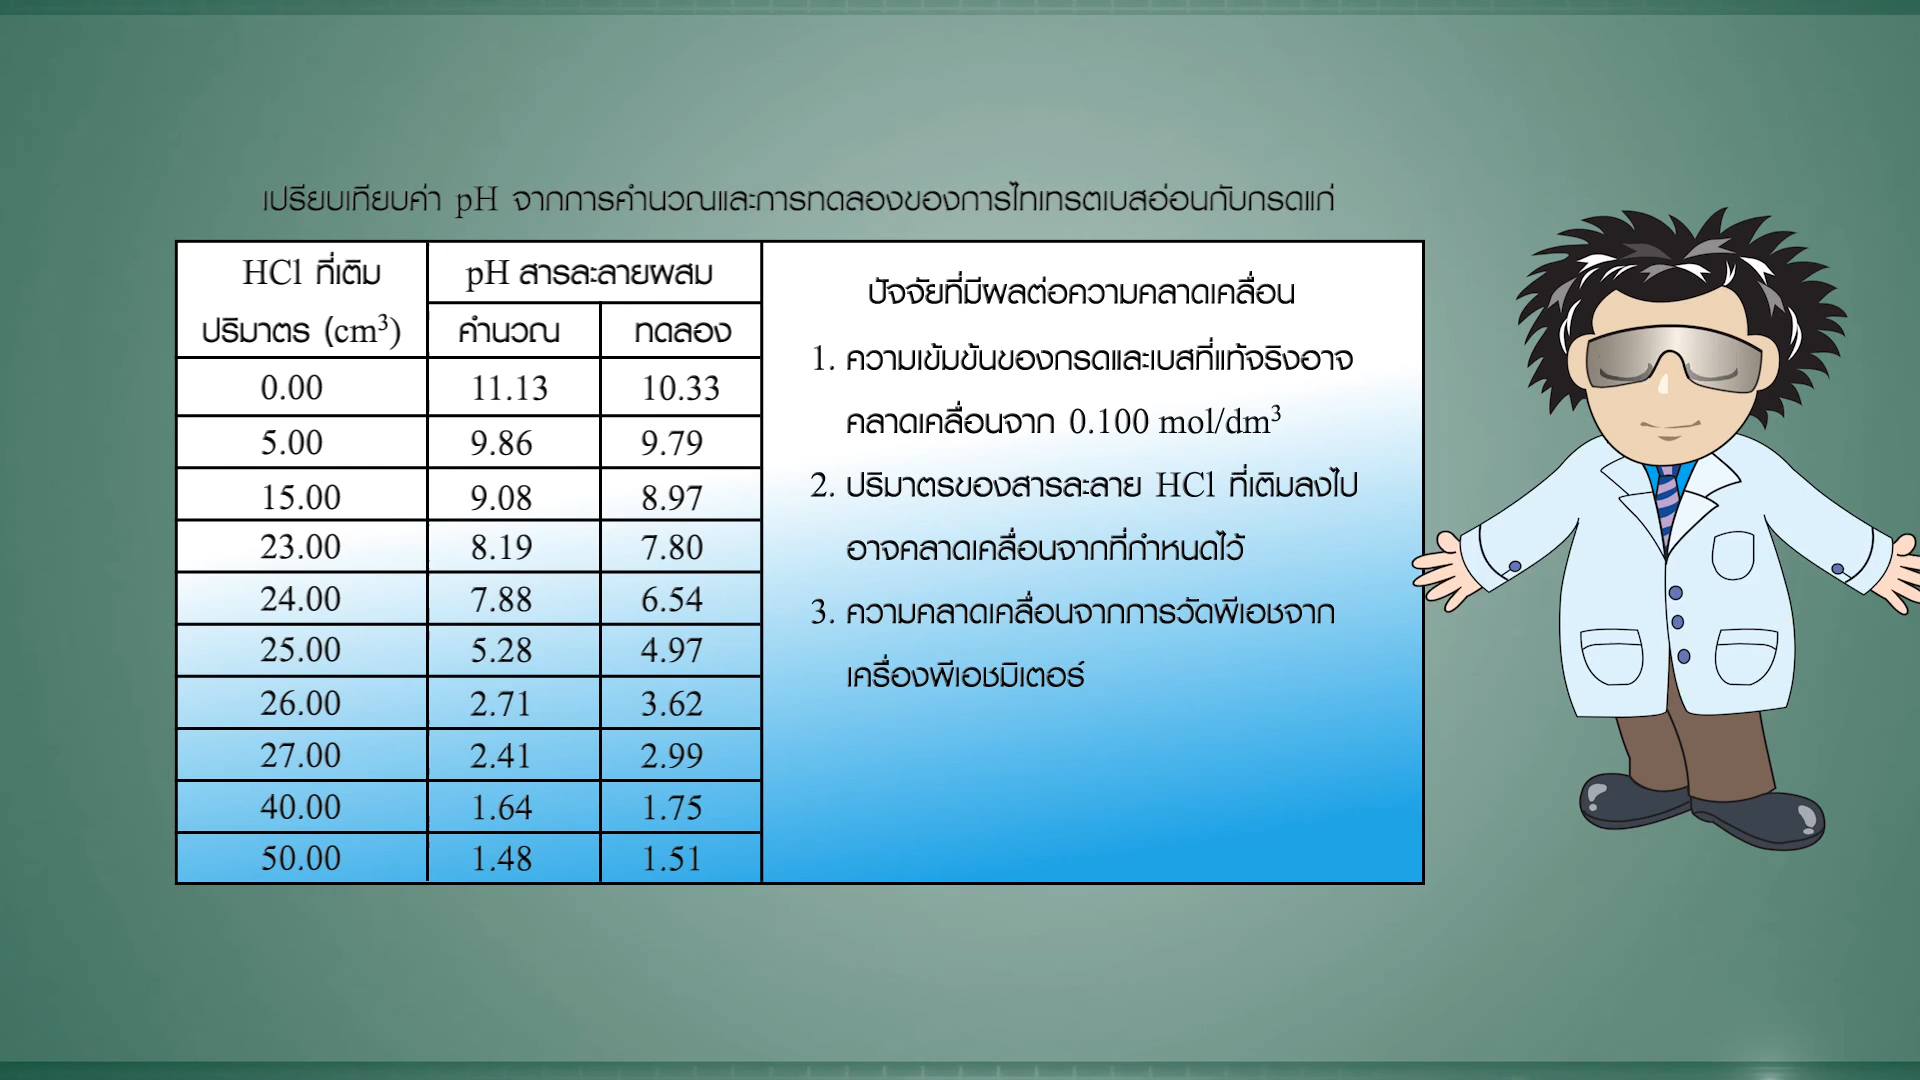 เปรียบเทียบค่า pH จากการคำนวณและการทดลองของการไทเทรตเบสอ่อนกับกรดแก่
HCl ที่เติม
ปริมาตร (cm³)
pH สารละลายผสม
คำนวณ ทดลอง
0.00 11.13 10.33
5.00 9.86 9.79
15.00 9.08 8.97
23.00 8.19 7.80
24.00 7.88 6.54
25.00 5.28 4.97
26.00 2.71 3.62
27.00 2.41 2.99
40.00 1.64 1.75
50.00 1.48 1.51
ปัจจัยที่มีผลต่อความคลาดเคลื่อน
1. ความเข้มข้นของกรดและเบสที่แท้จริงอาจ
คลาดเคลื่อนจาก 0.100 mol/dm³
2. ปริมาตรของสารละลาย HCl ที่เติมลงไป
อาจคลาดเคลื่อนจากที่กำหนดไว้
3. ความคลาดเคลื่อนจากการวัดพีเอชจาก
เครื่องพีเอชมิเตอร์